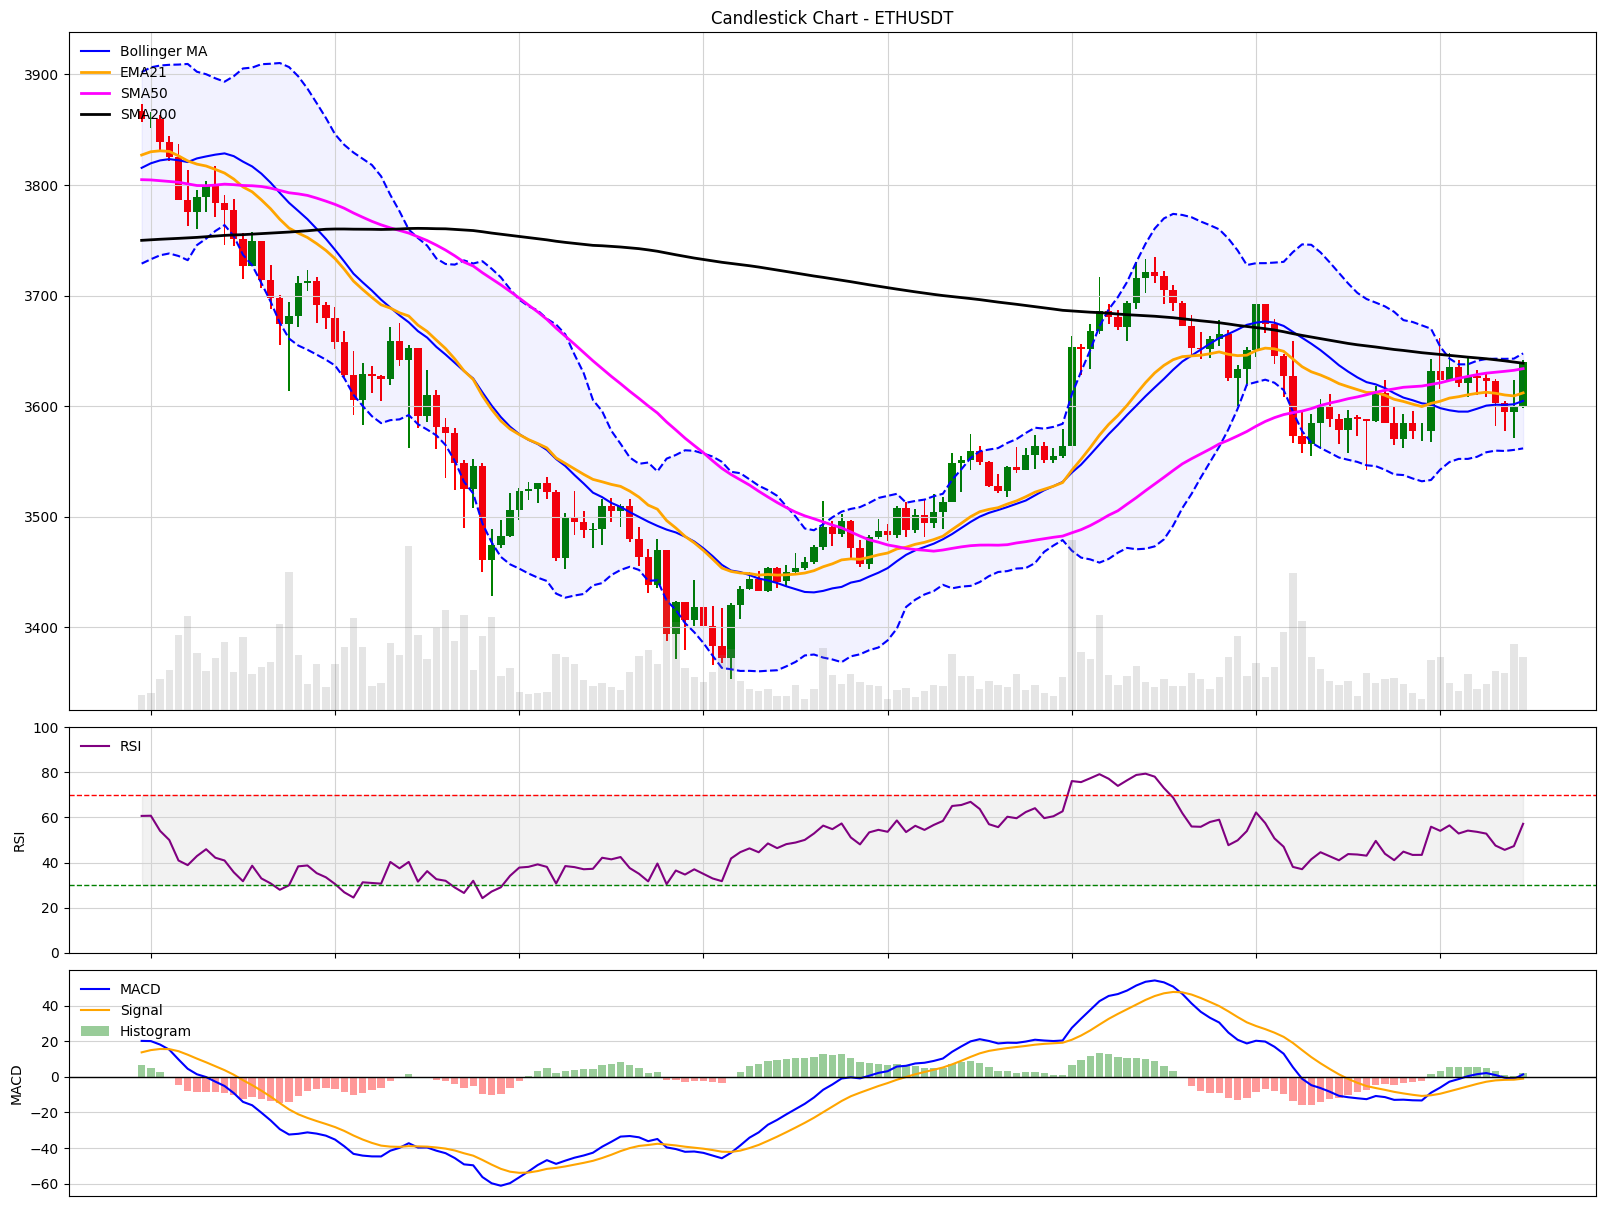 Candlestick Chart - ETHUSDT
Bollinger MA
EMA21
SMA50
SMA200
3900
3800
3700
3600
3500
3400
RSI
100
80
60
40
20
0
RSI
MACD
Signal
Histogram
40
20
0
−20
−40
−60
MACD